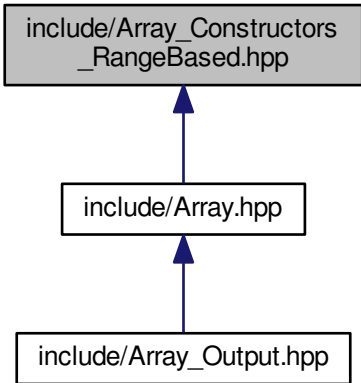 include/Array_Constructors
_RangeBased.hpp
include/Array.hpp
include/Array_Output.hpp